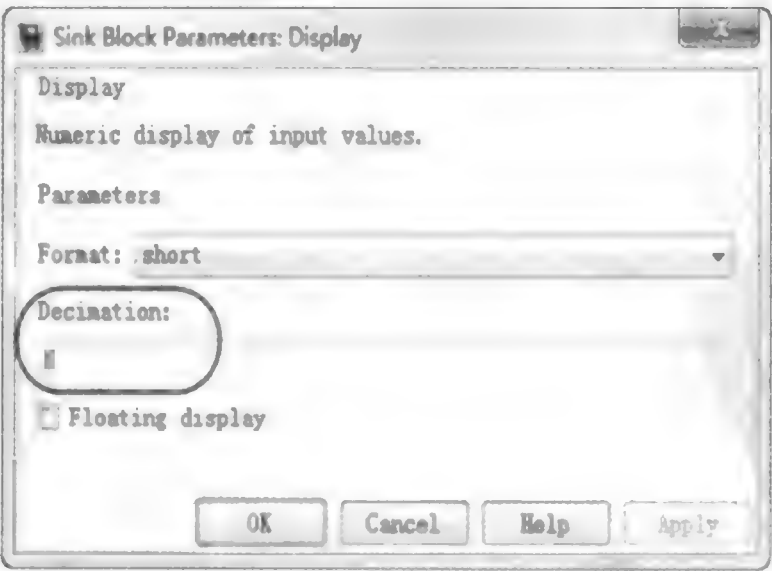 Sink Block Parameters: Display
Display
Numeric display of input values.
Parameters
Format: short
Decimation:
Floating display
OK Cancel Help Apply